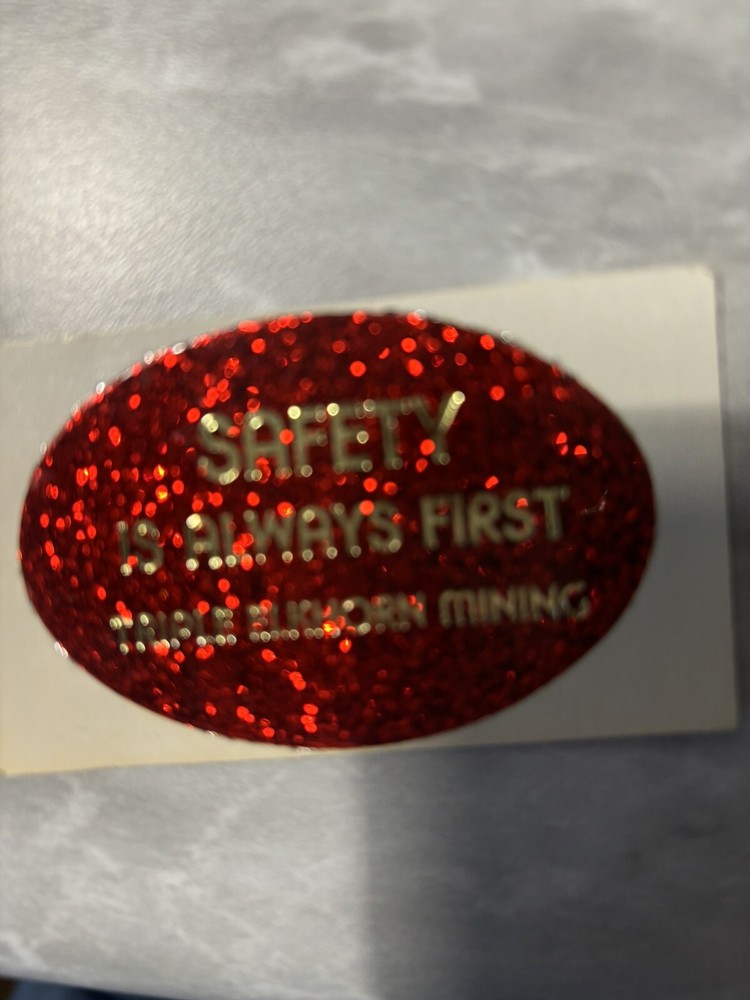 SAFETY
IS ALWAYS FIRST
TRIPLE ELKHORN MINING